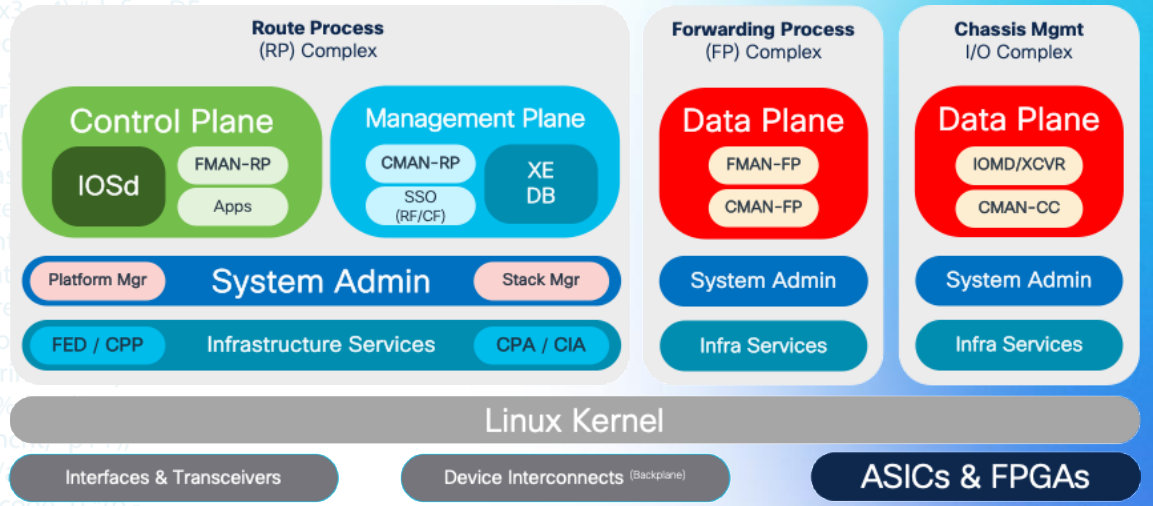 Route Process
(RP) Complex
Control Plane
IOSd
FMAN-RP
Apps
Management Plane
CMAN-RP
SSO
(RF/CF)
XE
DB
Platform Mgr
System Admin
Stack Mgr
FED / CPP
Infrastructure Services
CPA / CIA
Forwarding Process
(FP) Complex
Data Plane
FMAN-FP
CMAN-FP
System Admin
Infra Services
Chassis Mgmt
I/O Complex
Data Plane
IOMD/XCVR
CMAN-CC
System Admin
Infra Services
Linux Kernel
Interfaces & Transceivers
Device Interconnects (Backplane)
ASICs & FPGAs